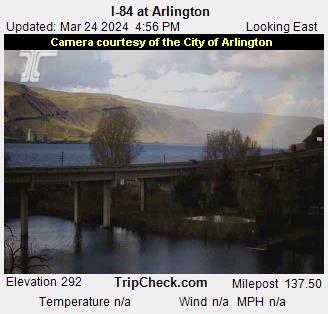 I-84 at Arlington
Updated: Mar 24 2024 4:56 PM Looking East
Camera courtesy of the City of Arlington
Elevation 292 TripCheck.com Milepost 137.50
Temperature n/a Wind n/a MPH n/a